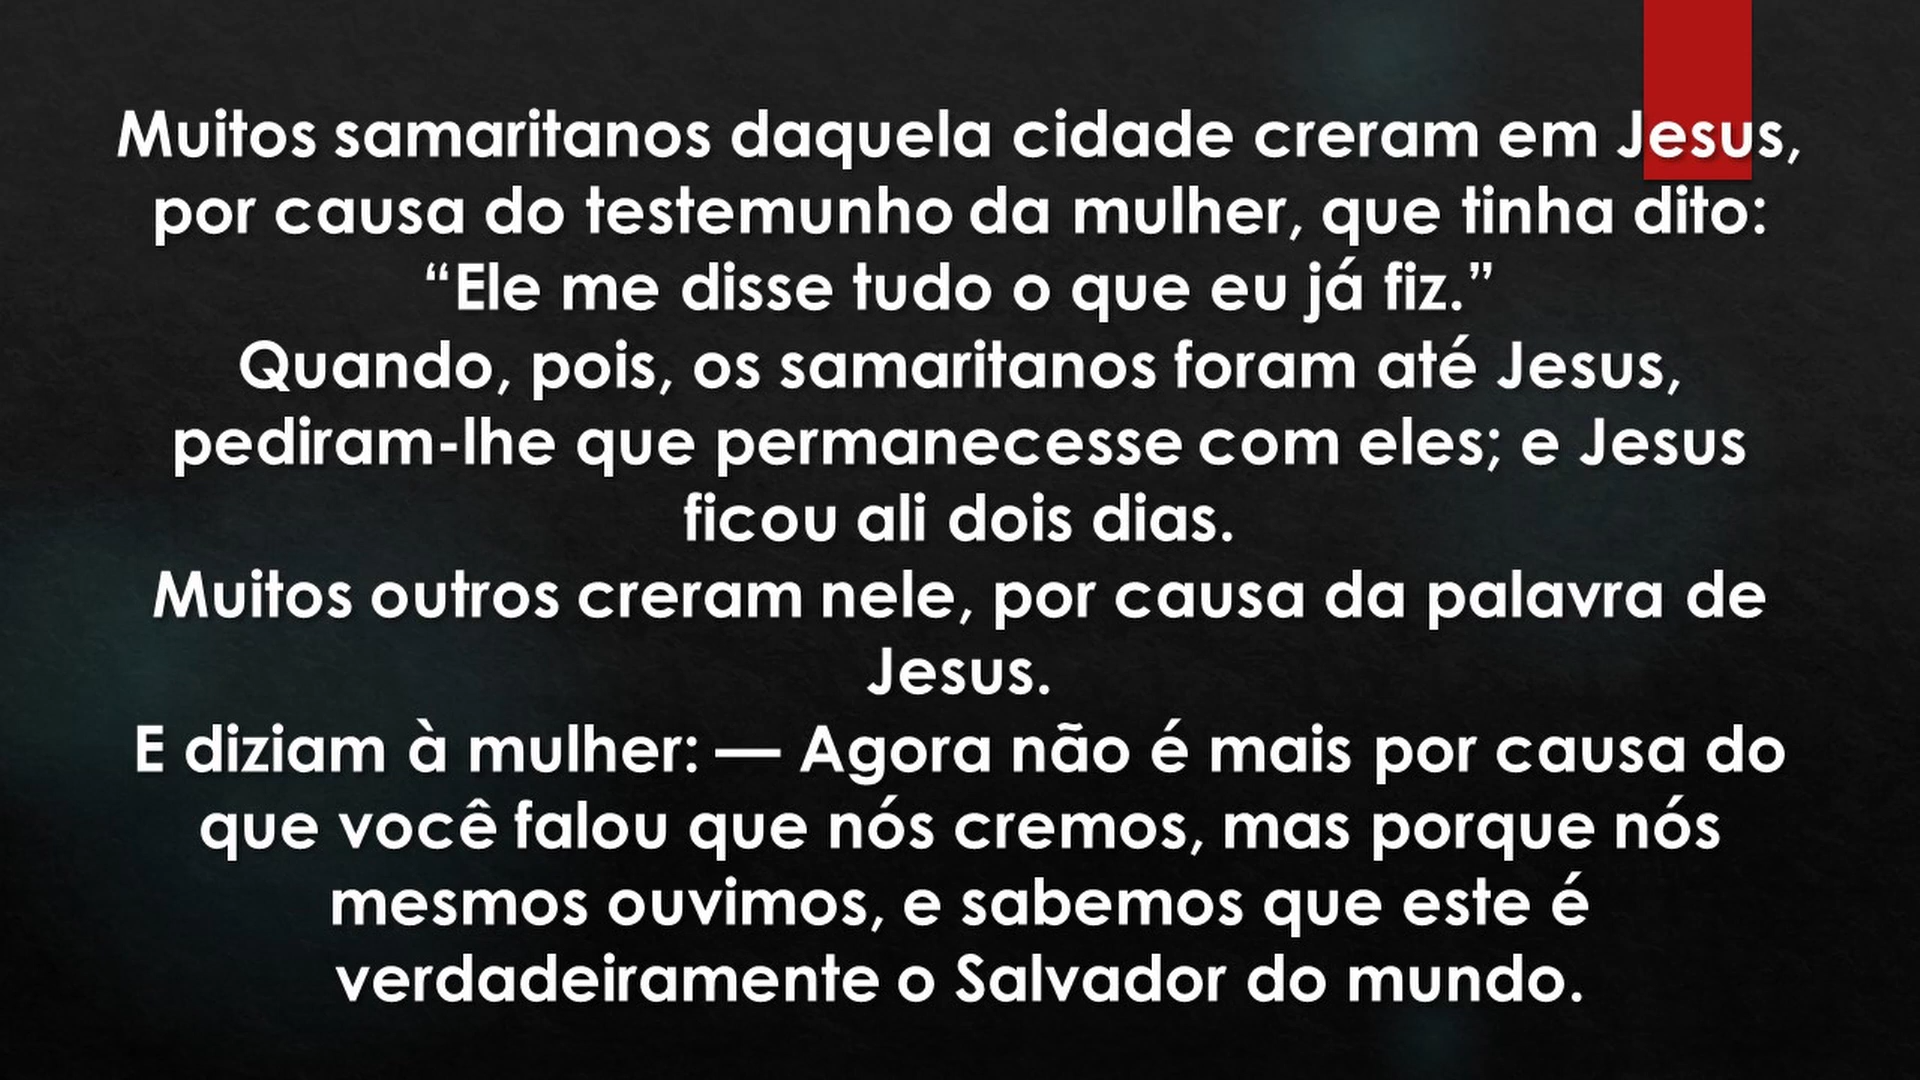 Muitos samaritanos daquela cidade creram em Jesus,
por causa do testemunho da mulher, que tinha dito:
“Ele me disse tudo o que eu já fiz.”
Quando, pois, os samaritanos foram até Jesus,
pediram-lhe que permanecesse com eles; e Jesus
ficou ali dois dias.
Muitos outros creram nele, por causa da palavra de
Jesus.
E diziam à mulher: — Agora não é mais por causa do
que você falou que nós cremos, mas porque nós
mesmos ouvimos, e sabemos que este é
verdadeiramente o Salvador do mundo.